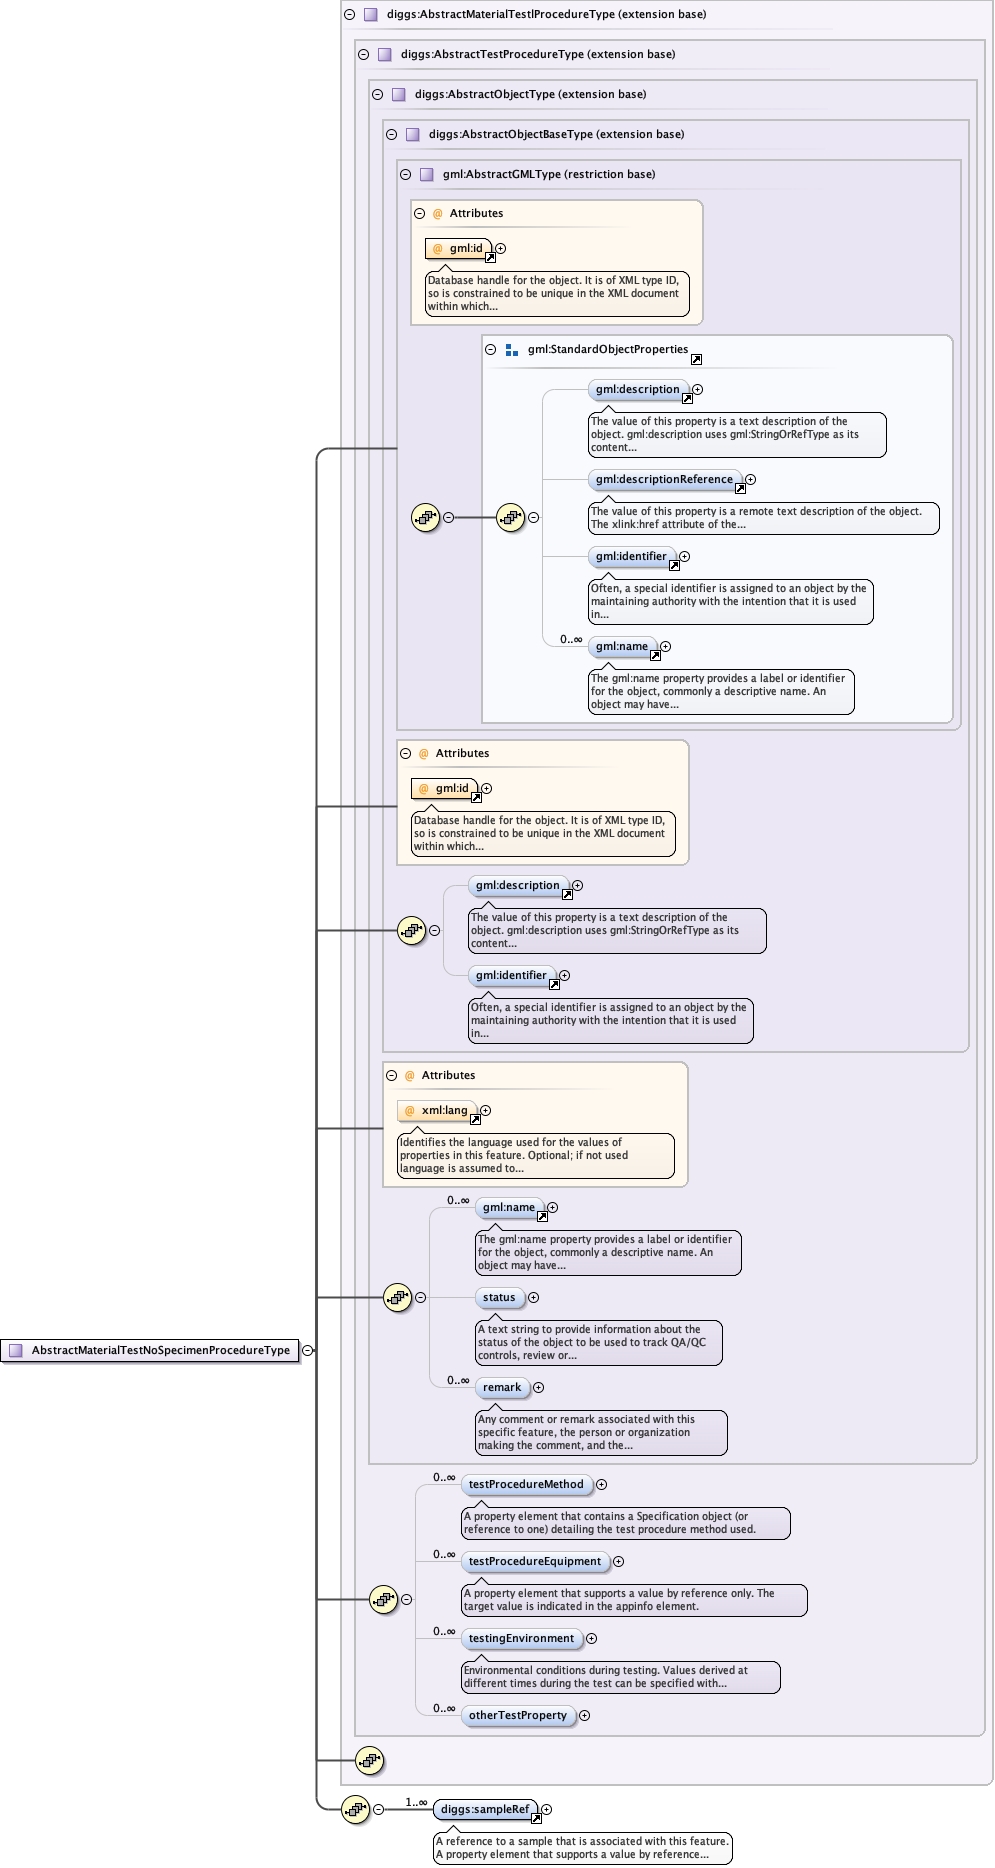 diggs:AbstractMaterialTestlProcedureType (extension base)
diggs:AbstractTestProcedureType (extension base)
diggs:AbstractObjectType (extension base)
diggs:AbstractObjectBaseType (extension base)
gml:AbstractGMLType (restriction base)
@ Attributes
@ gml:id
Database handle for the object. It is of XML type ID,
so is constrained to be unique in the XML document
within which...
gml:StandardObjectProperties
gml:description
The value of this property is a text description of the
object. gml:description uses gml:StringOrRefType as its
content...
gml:descriptionReference
The value of this property is a remote text description of the object.
The xlink:href attribute of the...
gml:identifier
Often, a special identifier is assigned to an object by the
maintaining authority with the intention that it is used
in...
0..∞
gml:name
The gml:name property provides a label or identifier
for the object, commonly a descriptive name. An
object may have...
@ Attributes
@ gml:id
Database handle for the object. It is of XML type ID,
so is constrained to be unique in the XML document
within which...
gml:description
The value of this property is a text description of the
object. gml:description uses gml:StringOrRefType as its
content...
gml:identifier
Often, a special identifier is assigned to an object by the
maintaining authority with the intention that it is used
in...
@ Attributes
@ xml:lang
Identifies the language used for the values of
properties in this feature. Optional; if not used
language is assumed to...
0..∞
gml:name
The gml:name property provides a label or identifier
for the object, commonly a descriptive name. An
object may have...
status
A text string to provide information about the
status of the object to be used to track QA/QC
controls, review or...
AbstractMaterialTestNoSpecimenProcedureType
0..∞
remark
Any comment or remark associated with this
specific feature, the person or organization
making the comment, and the...
0..∞
testProcedureMethod
A property element that contains a Specification object (or
reference to one) detailing the test procedure method used.
0..∞
testProcedureEquipment
A property element that supports a value by reference only. The
target value is indicated in the appinfo element.
0..∞
testingEnvironment
Environmental conditions during testing. Values derived at
different times during the test can be specified with...
0..∞
otherTestProperty
1..∞
diggs:sampleRef
A reference to a sample that is associated with this feature.
A property element that supports a value by reference...